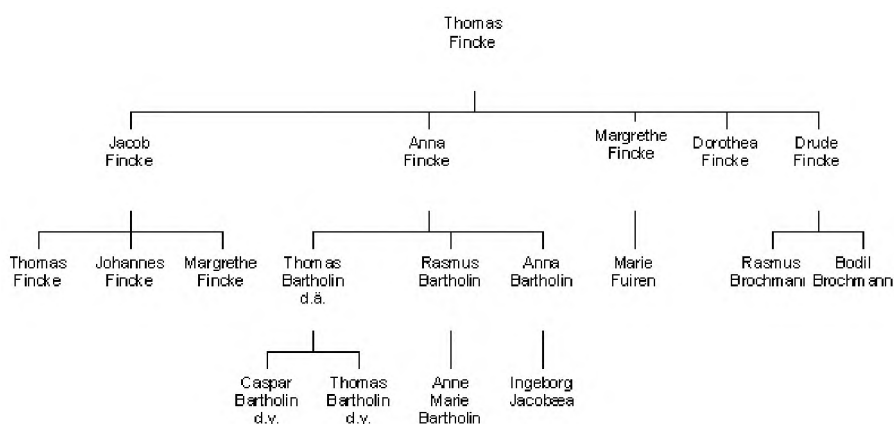 Thomas
Fincke
Jacob
Fincke
Anna
Fincke
Margrethe
Fincke
Dorothea
Fincke
Drude
Fincke
Thomas
Fincke
Johannes
Fincke
Margrethe
Fincke
Thomas
Bartholin
d.ä.
Rasmus
Bartholin
Anna
Bartholin
Marie
Fuiren
Rasmus
Brochmann
Bodil
Brochmann
Caspar
Bartholin
d.y.
Thomas
Bartholin
d.y.
Anne
Marie
Bartholin
Ingeborg
Jacobæa